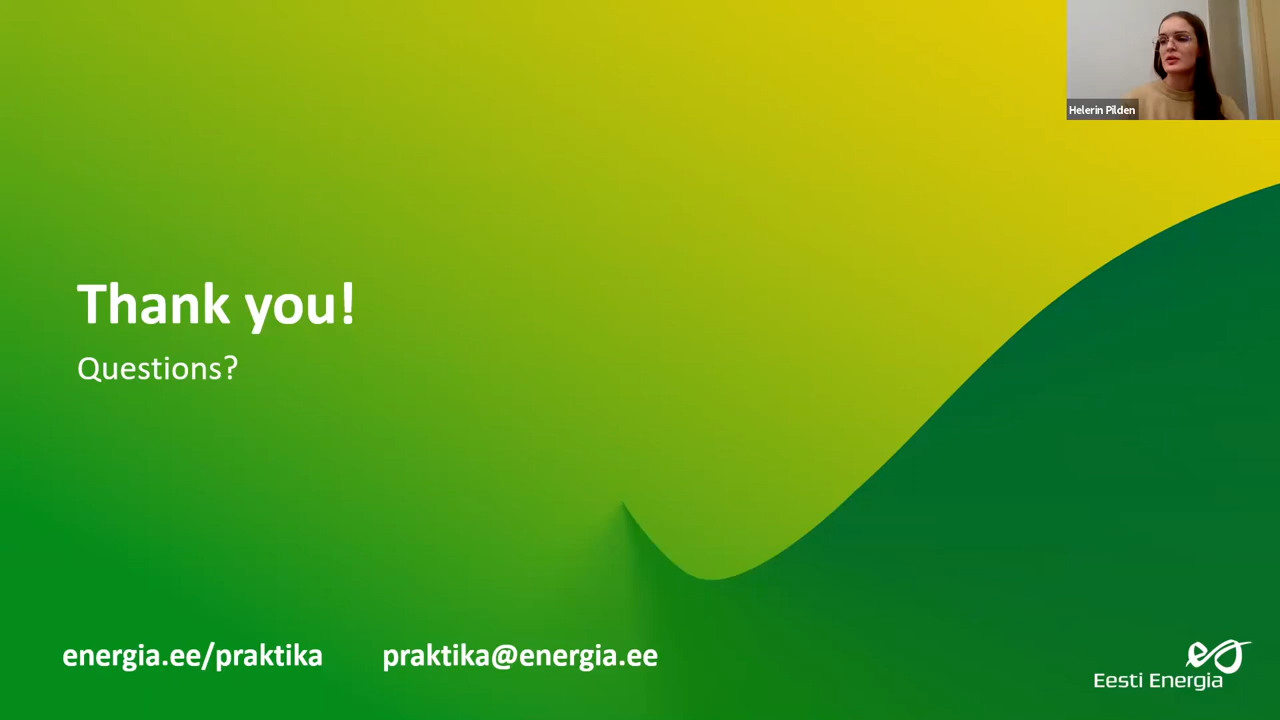 Helerin Pilden
Thank you!
Questions?
energia.ee/praktika praktika@energia.ee
Eesti Energia